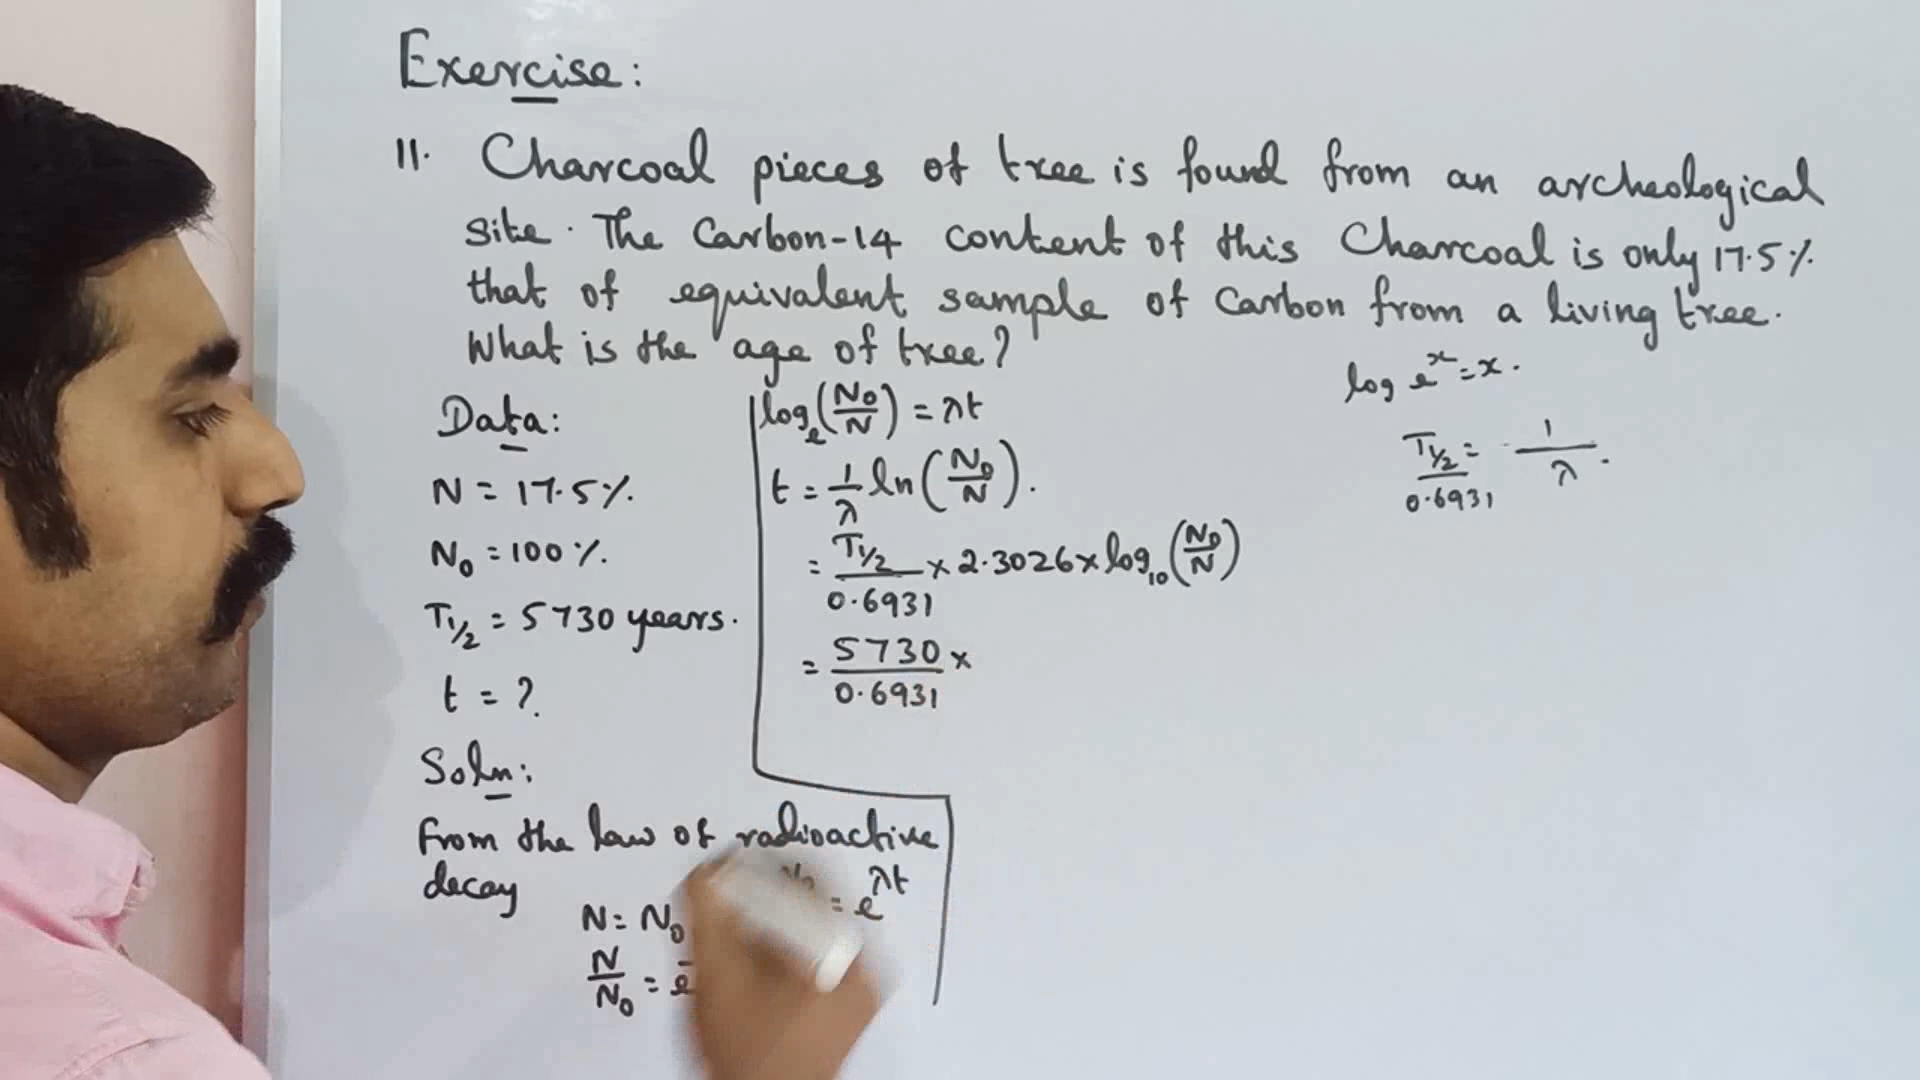 Exercise:
11. Charcoal pieces of tree is found from an archeological
site. The Carbon-14 content of this Charcoal is only 17.5%
that of equivalent sample of Carbon from a living tree.
What is the age of tree?
Data:
N = 17.5%.
N₀ = 100%.
T½ = 5730 years.
t = ?
Soln:
From the law of radioactive
decay
N = N₀
N/N₀ = e⁻
= e^λt
logₑ(N₀/N) = λt
t = 1/λ ln(N₀/N).
= T½/0.6931 × 2.3026 × log₁₀(N₀/N)
= 5730/0.6931 ×
log e^x = x.
T½/0.6931 = 1/λ.